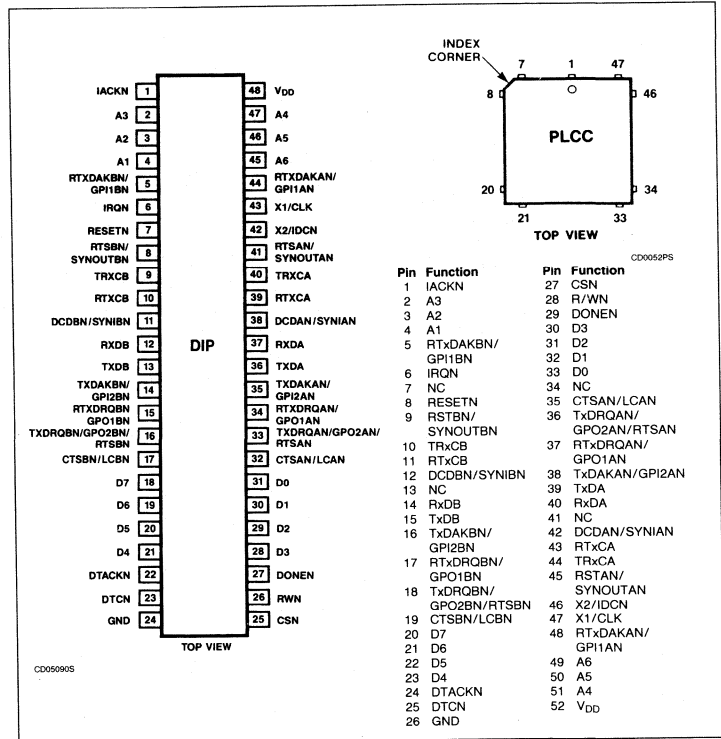 IACKN 1
A3 2
A2 3
A1 4
RTXDAKBN/
GPI1BN 5
IRQN 6
RESETN 7
RTSBN/
SYNOUTBN 8
TRXCB 9
RTXCB 10
DCDBN/SYNIBN 11
RXDB 12
TXDB 13
TXDAKBN/
GPI2BN 14
RTXDRQBN
GPO1BN 15
TXDRQBN/GPO2BN/
RTSBN 16
CTSBN/LCBN 17
D7 18
D6 19
D5 20
D4 21
DTACKN 22
DTCN 23
GND 24
DIP
48 VDD
47 A4
46 A5
45 A6
44 RTXDAKAN/
GPI1AN
43 X1/CLK
42 X2/IDCN
41 RTSAN/
SYNOUTAN
40 TRXCA
39 RTXCA
38 DCDAN/SYNIAN
37 RXDA
36 TXDA
35 TXDAKAN/
GPI2AN
34 RTXDRQAN/
GPO1AN
33 TXDRQAN/GPO2AN/
RTSAN
32 CTSAN/LCAN
31 D0
30 D1
29 D2
28 D3
27 DONEN
26 RWN
25 CSN
TOP VIEW
CD05090S
INDEX
CORNER
7 1 47
8 46
PLCC
20 34
21 33
TOP VIEW
CD0052PS
Pin Function
1 IACKN
2 A3
3 A2
4 A1
5 RTxDAKBN/
GPI1BN
6 IRQN
7 NC
8 RESETN
9 RSTBN/
SYNOUTBN
10 TRxCB
11 RTxCB
12 DCDBN/SYNIBN
13 NC
14 RxDB
15 TxDB
16 TxDAKBN/
GPI2BN
17 RTxDRQBN/
GPO1BN
18 TxDRQBN/
GPO2BN/RTSBN
19 CTSBN/LCBN
20 D7
21 D6
22 D5
23 D4
24 DTACKN
25 DTCN
26 GND
Pin Function
27 CSN
28 R/WN
29 DONEN
30 D3
31 D2
32 D1
33 D0
34 NC
35 CTSAN/LCAN
36 TxDRQAN/
GPO2AN/RTSAN
37 RTxDRQAN/
GPO1AN
38 TxDAKAN/GPI2AN
39 TxDA
40 RxDA
41 NC
42 DCDAN/SYNIAN
43 RTxCA
44 TRxCA
45 RSTAN/
SYNOUTAN
46 X2/IDCN
47 X1/CLK
48 RTxDAKAN/
GPI1AN
49 A6
50 A5
51 A4
52 VDD